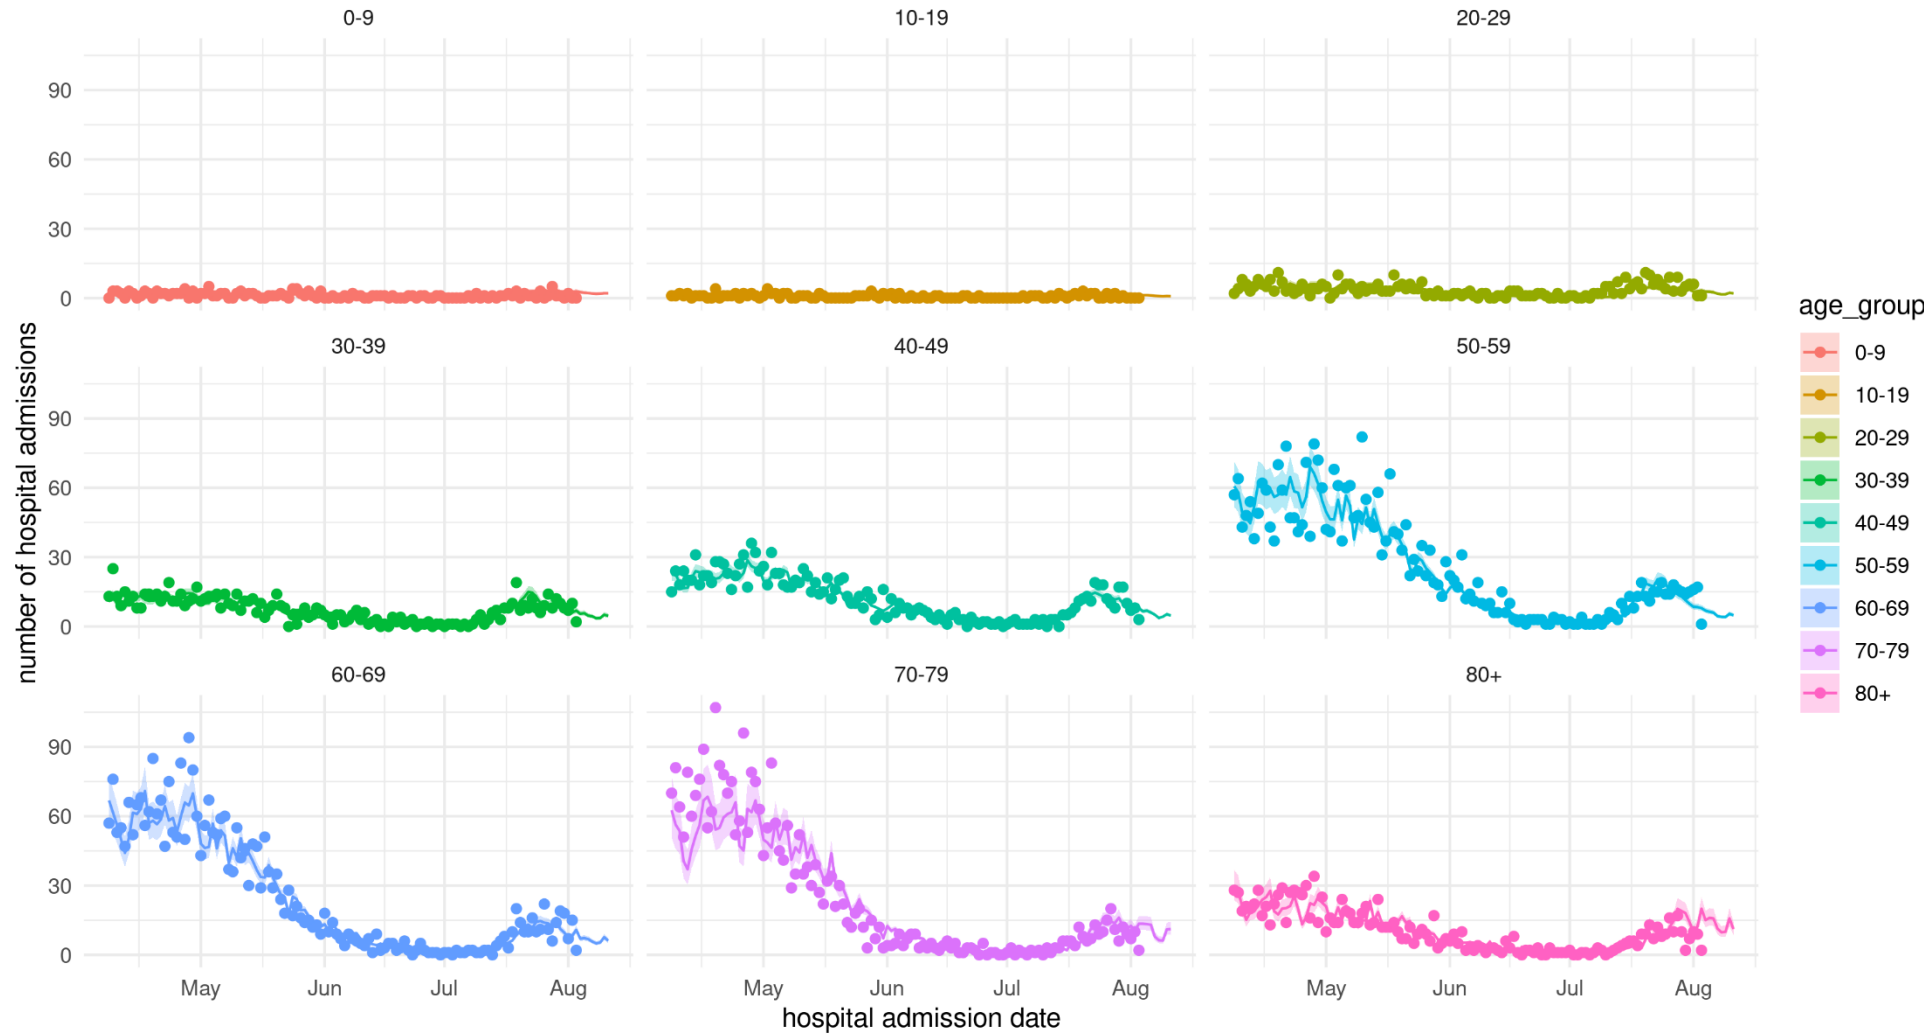 0-9
10-19
20-29
90
60
30
0
30-39
40-49
50-59
90
60
30
0
60-69
70-79
80+
90
60
30
0
May
Jun
Jul
Aug
May
Jun
Jul
Aug
May
Jun
Jul
Aug
hospital admission date
number of hospital admissions
age_group
0-9
10-19
20-29
30-39
40-49
50-59
60-69
70-79
80+